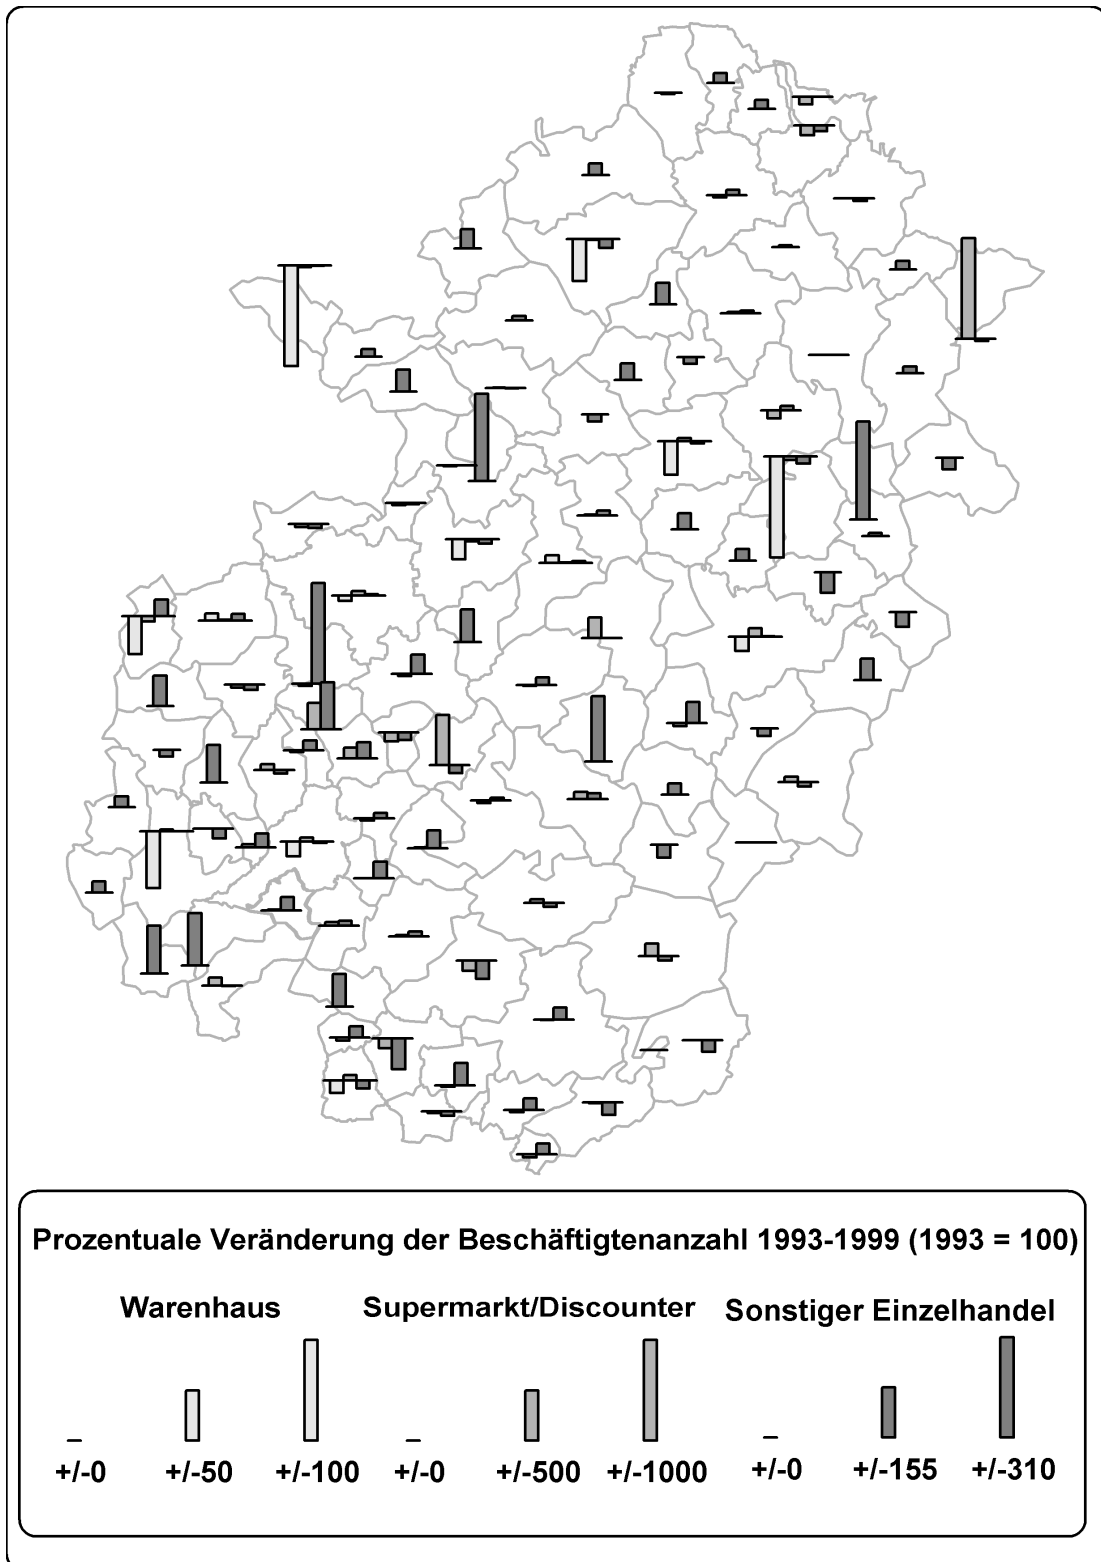 Prozentuale Veränderung der Beschäftigtenanzahl 1993-1999 (1993 = 100)
Warenhaus Supermarkt/Discounter Sonstiger Einzelhandel
+/-0 +/-50 +/-100 +/-0 +/-500 +/-1000 +/-0 +/-155 +/-310